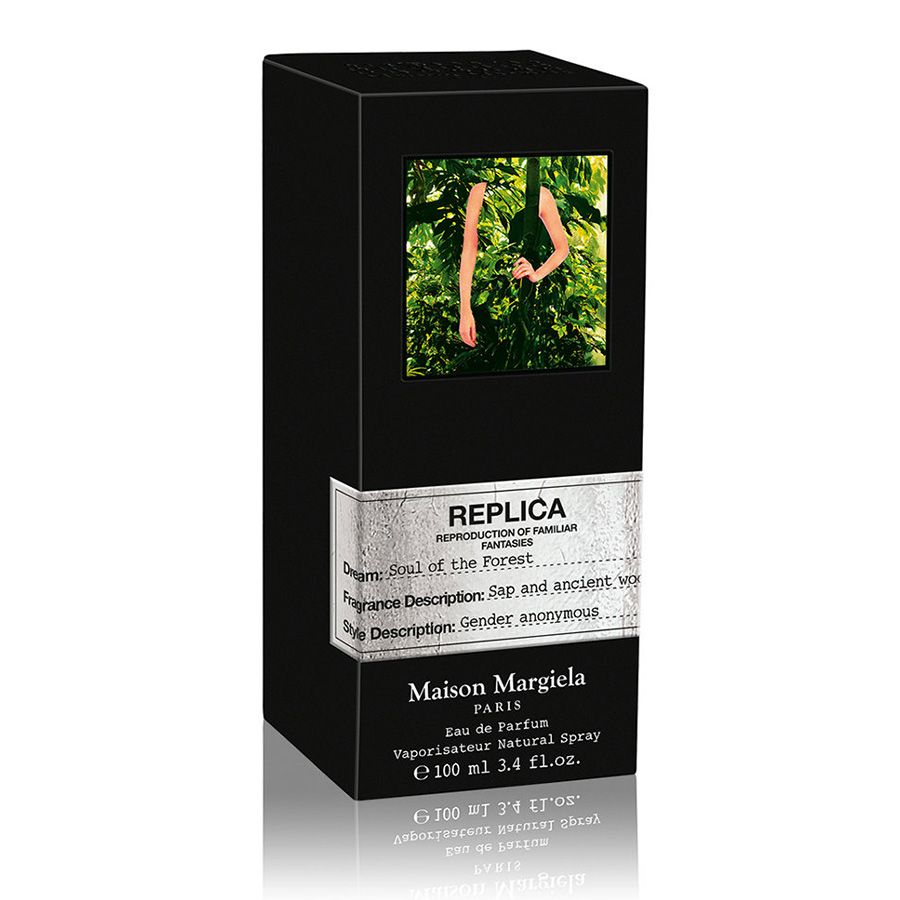 REPLICA
REPRODUCTION OF FAMILIAR
FANTASIES
Dream: Soul of the Forest
Fragrance Description: Sap and ancient
Style Description: Gender anonymous
Maison Margiela
PARIS
Eau de Parfum
Vaporisateur Natural Spray
℮ 100 ml 3.4 fl.oz.